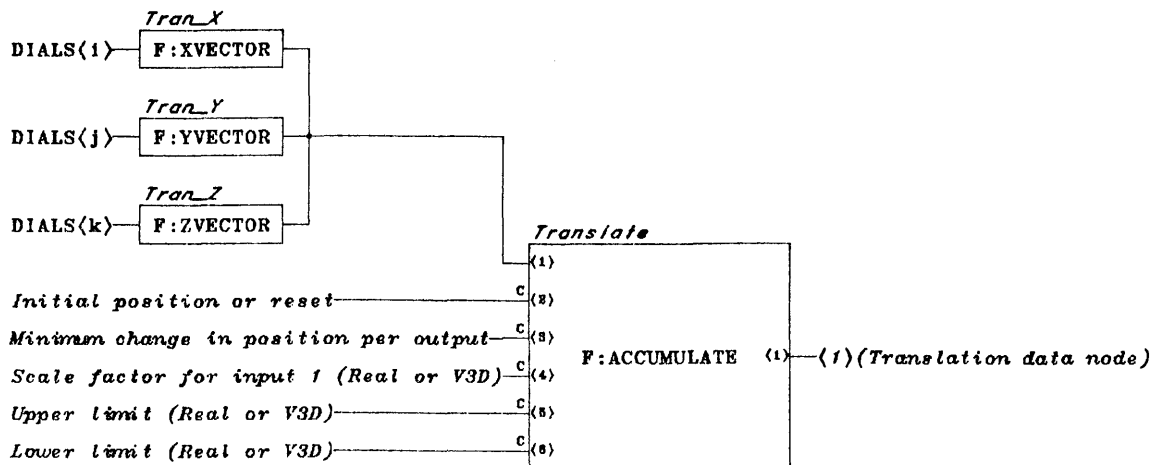 Tran_X
DIALS⟨i⟩ F:XVECTOR
Tran_Y
DIALS⟨j⟩ F:YVECTOR
Tran_Z
DIALS⟨k⟩ F:ZVECTOR
Translate
⟨1⟩
Initial position or reset C ⟨2⟩
Minimum change in position per output C ⟨3⟩
F:ACCUMULATE ⟨1⟩ ⟨1⟩(Translation data node)
Scale factor for input 1 (Real or V3D) C ⟨4⟩
Upper limit (Real or V3D) C ⟨5⟩
Lower limit (Real or V3D) C ⟨6⟩